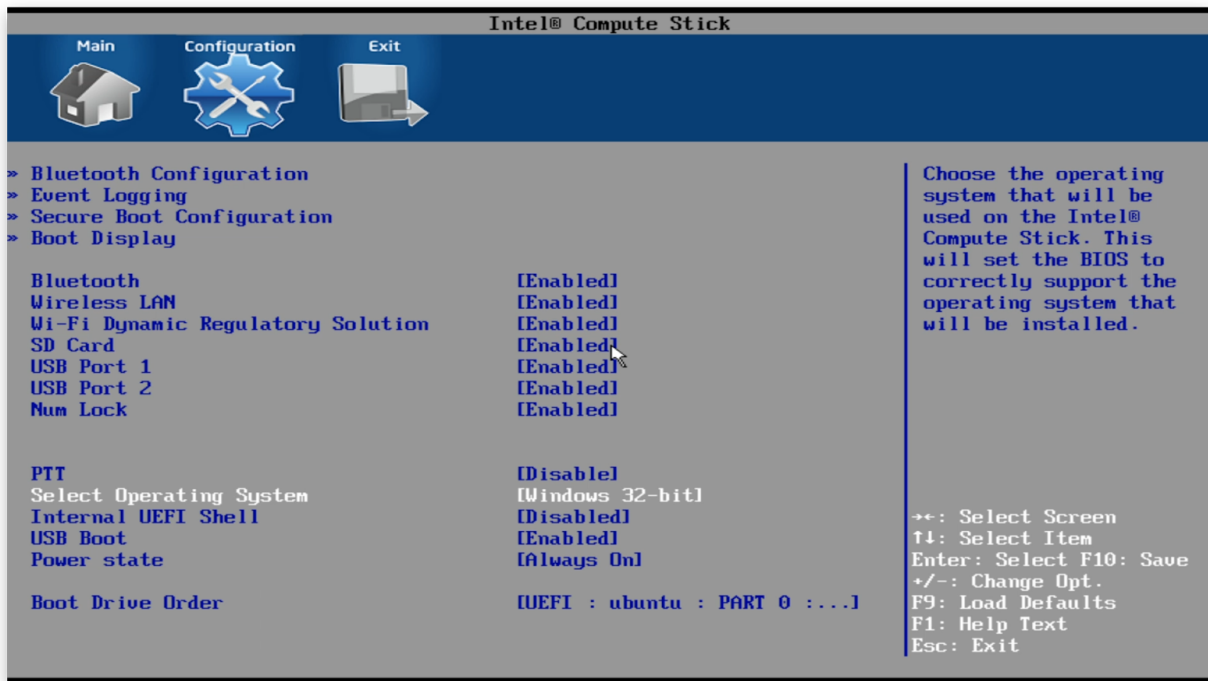 Intel® Compute Stick
Main Configuration Exit
» Bluetooth Configuration
» Event Logging
» Secure Boot Configuration
» Boot Display
Bluetooth [Enabled]
Wireless LAN [Enabled]
Wi-Fi Dynamic Regulatory Solution [Enabled]
SD Card [Enabled]
USB Port 1 [Enabled]
USB Port 2 [Enabled]
Num Lock [Enabled]
PTT [Disable]
Select Operating System [Windows 32-bit]
Internal UEFI Shell [Disabled]
USB Boot [Enabled]
Power state [Always On]
Boot Drive Order [UEFI : ubuntu : PART 0 :...]
Choose the operating
system that will be
used on the Intel®
Compute Stick. This
will set the BIOS to
correctly support the
operating system that
will be installed.
→←: Select Screen
↑↓: Select Item
Enter: Select F10: Save
+/-: Change Opt.
F9: Load Defaults
F1: Help Text
Esc: Exit